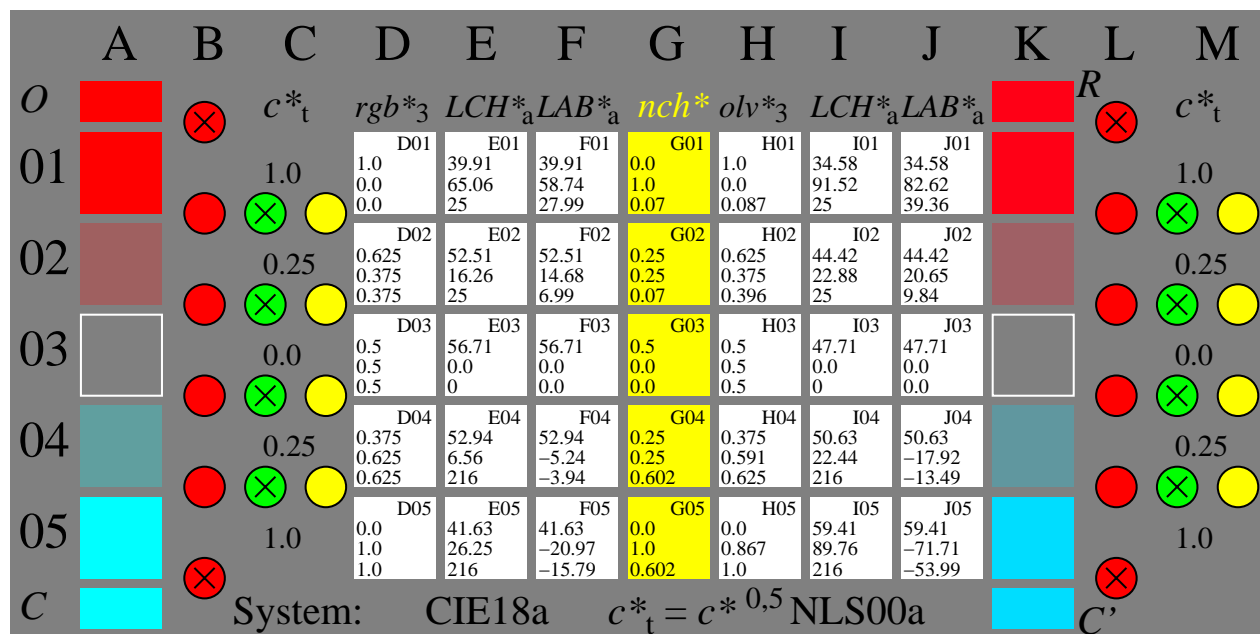 A B C D E F G H I J K L M
O c*t rgb*3 LCH*a LAB*a nch* olv*3 LCH*a LAB*a R c*t
01 1.0 1.0
D01 E01 F01 G01 H01 I01 J01
1.0 39.91 39.91 0.0 1.0 34.58 34.58
0.0 65.06 58.74 1.0 0.0 91.52 82.62
0.0 25 27.99 0.07 0.087 25 39.36
02 0.25 0.25
D02 E02 F02 G02 H02 I02 J02
0.625 52.51 52.51 0.25 0.625 44.42 44.42
0.375 16.26 14.68 0.25 0.375 22.88 20.65
0.375 25 6.99 0.07 0.396 25 9.84
03 0.0 0.0
D03 E03 F03 G03 H03 I03 J03
0.5 56.71 56.71 0.5 0.5 47.71 47.71
0.5 0.0 0.0 0.0 0.5 0.0 0.0
0.5 0 0.0 0.0 0.5 0 0.0
04 0.25 0.25
D04 E04 F04 G04 H04 I04 J04
0.375 52.94 52.94 0.25 0.375 50.63 50.63
0.625 6.56 −5.24 0.25 0.591 22.44 −17.92
0.625 216 −3.94 0.602 0.625 216 −13.49
05 1.0 1.0
D05 E05 F05 G05 H05 I05 J05
0.0 41.63 41.63 0.0 0.0 59.41 59.41
1.0 26.25 −20.97 1.0 0.867 89.76 −71.71
1.0 216 −15.79 0.602 1.0 216 −53.99
C System: CIE18a c*t = c* 0,5 NLS00a C'